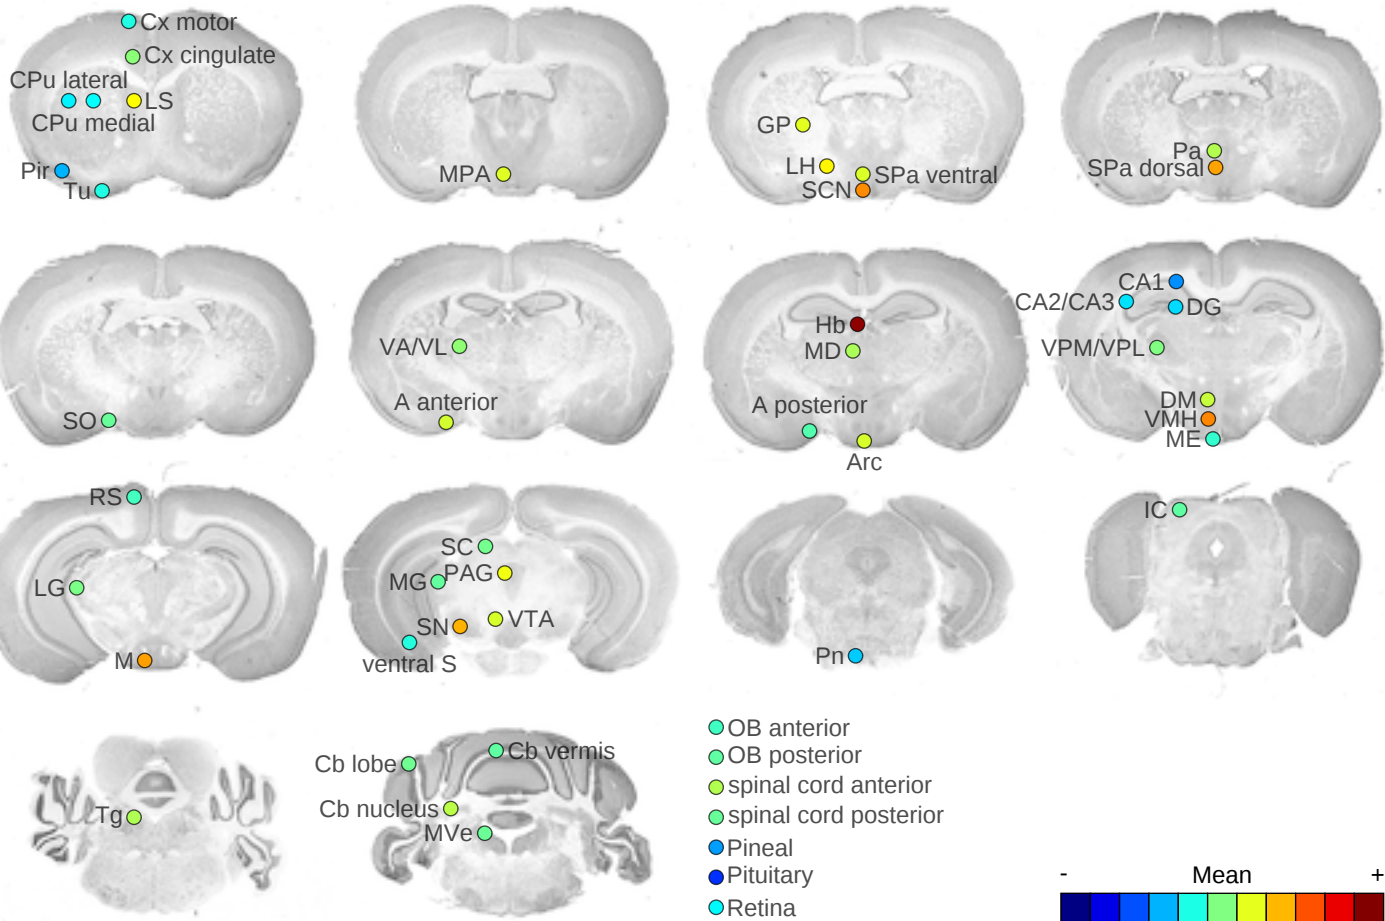 Cx motor
Cx cingulate
CPu lateral
LS
CPu medial
Pir
Tu
MPA
GP
LH
SPa ventral
SCN
Pa
SPa dorsal
SO
VA/VL
A anterior
Hb
MD
A posterior
Arc
CA1
CA2/CA3
DG
VPM/VPL
DM
VMH
ME
RS
LG
M
SC
MG
PAG
SN
VTA
ventral S
Pn
IC
Tg
Cb lobe
Cb vermis
Cb nucleus
MVe
OB anterior
OB posterior
spinal cord anterior
spinal cord posterior
Pineal
Pituitary
Retina
- Mean +